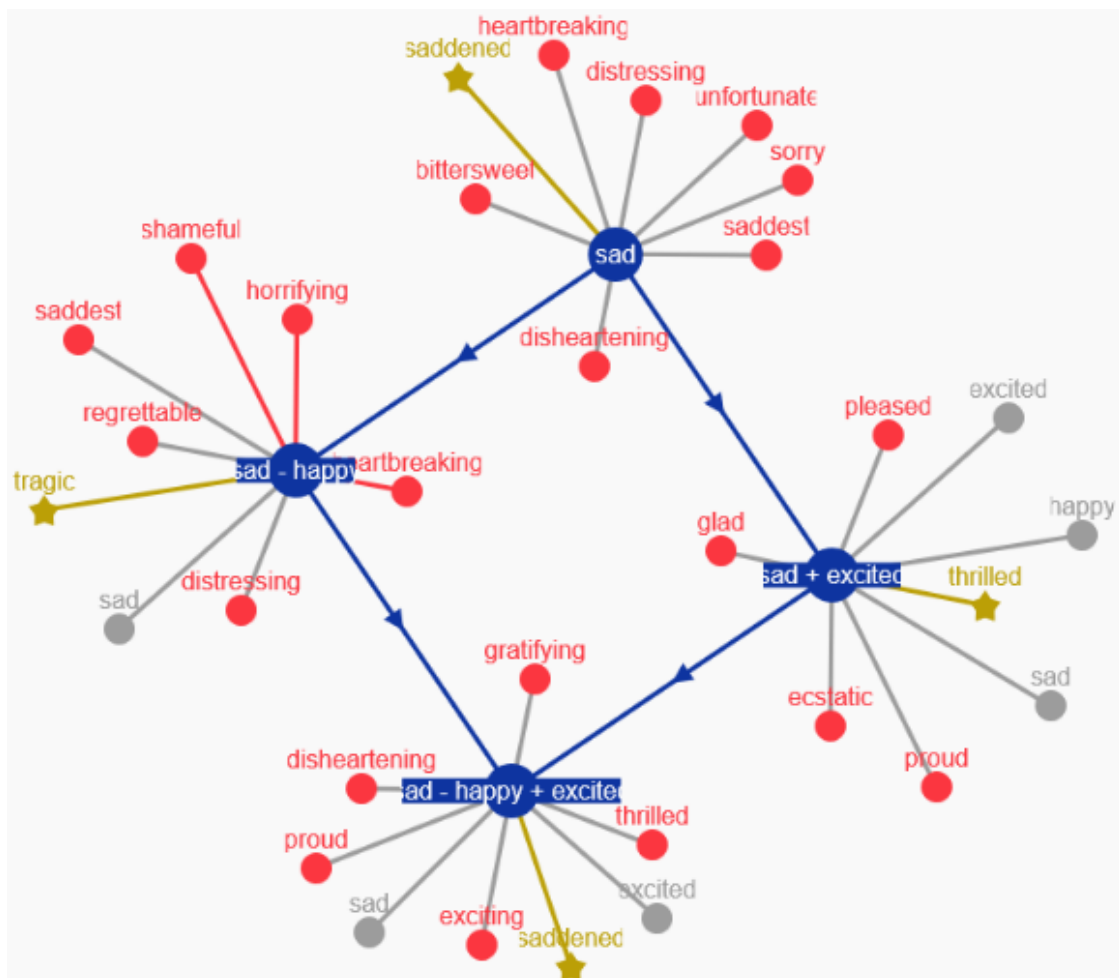 heartbreaking
saddened
distressing
unfortunate
sorry
bittersweet
saddest
sad
shameful
horrifying
saddest
disheartening
excited
pleased
regrettable
sad - happy
tragic
happy
glad
sad + excited
thrilled
distressing
sad
gratifying
sad
ecstatic
proud
disheartening
sad - happy + excited
thrilled
proud
excited
sad
exciting
saddened